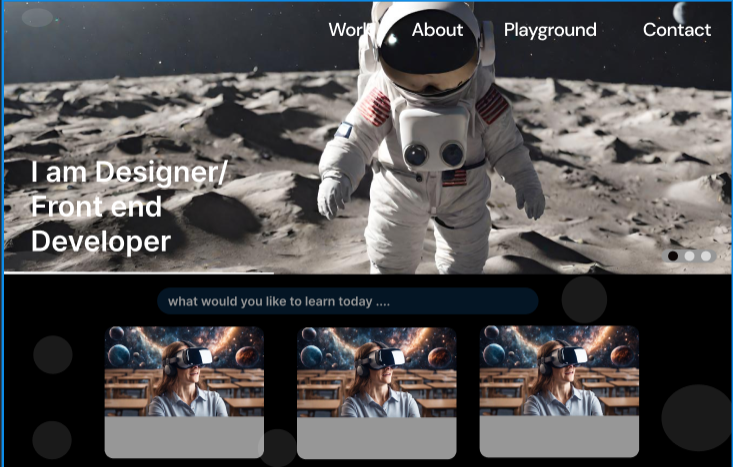 Work About Playground Contact
I am Designer/
Front end
Developer
what would you like to learn today ....